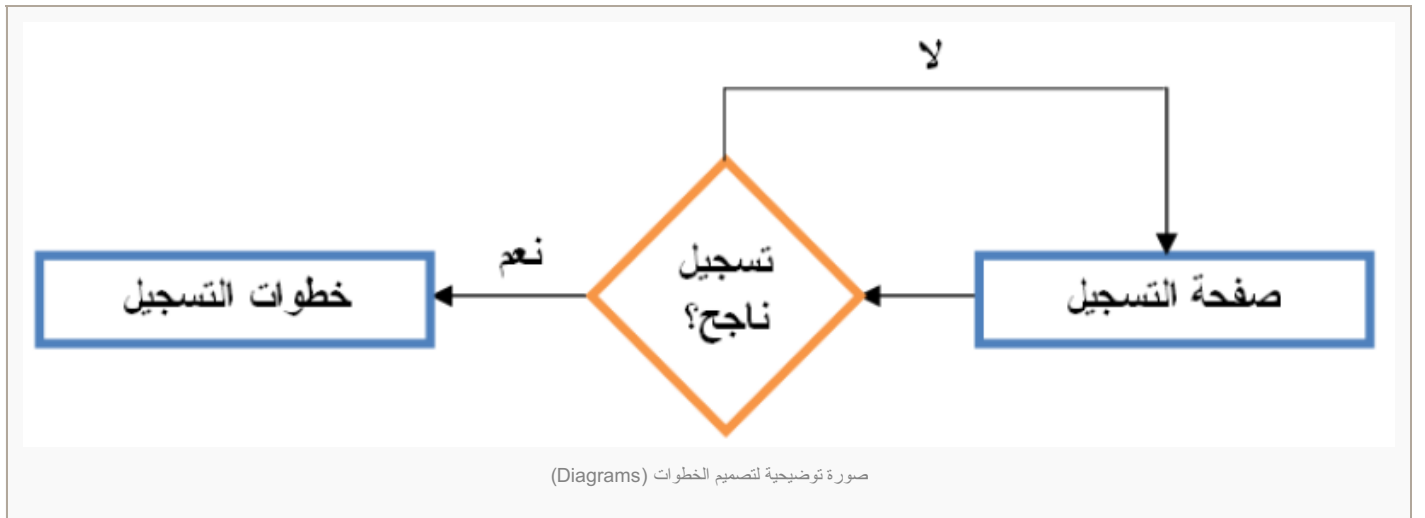 لا
صفحة التسجيل
تسجيل
ناجح؟
نعم
خطوات التسجيل
صورة توضيحية لتصميم الخطوات (Diagrams)